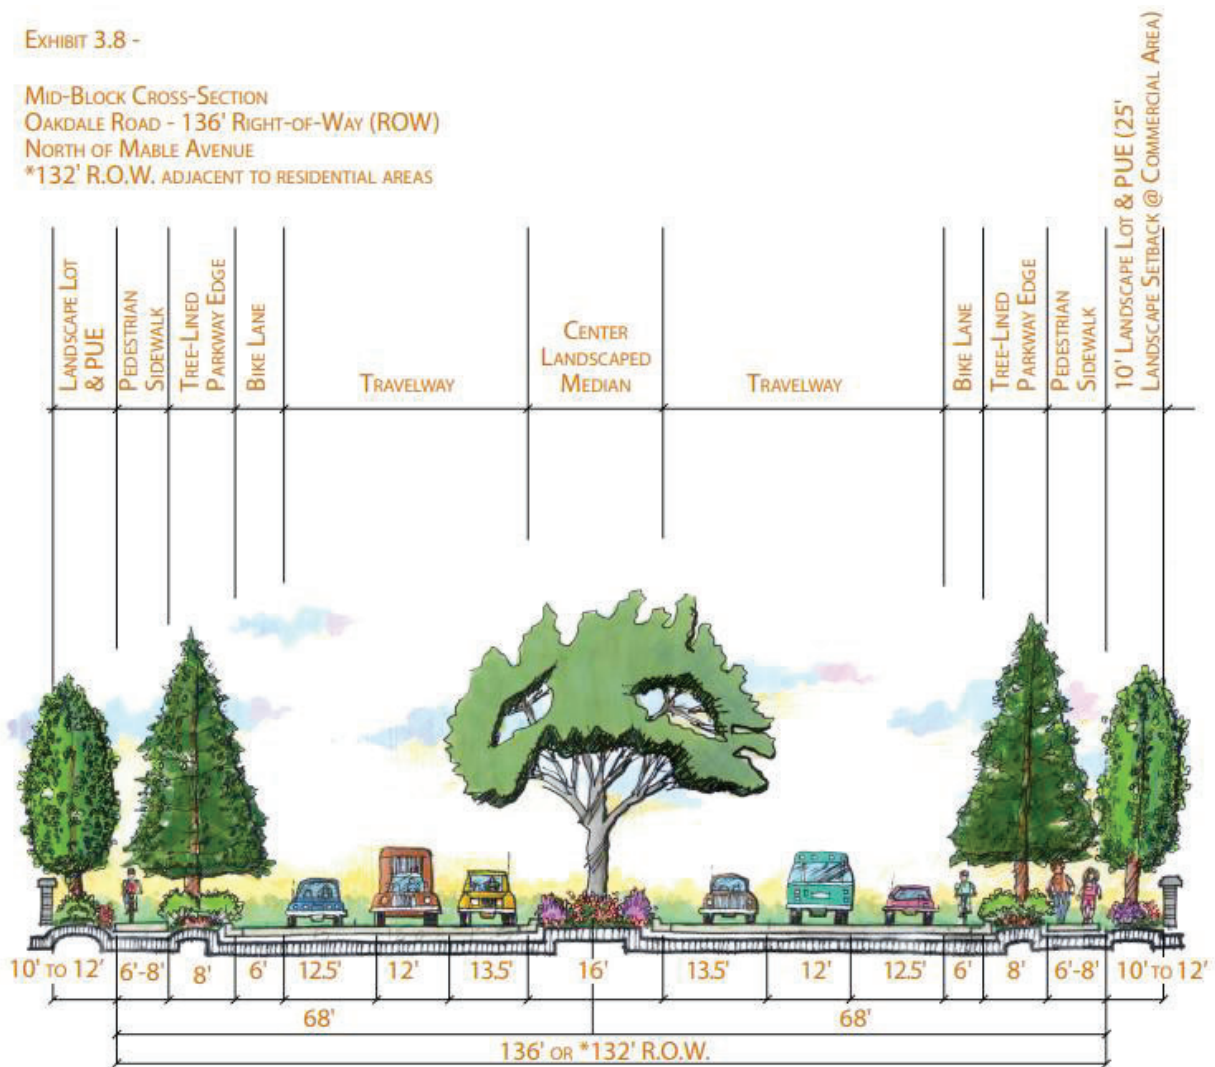 EXHIBIT 3.8 -
MID-BLOCK CROSS-SECTION
OAKDALE ROAD - 136' RIGHT-OF-WAY (ROW)
NORTH OF MABLE AVENUE
*132' R.O.W. ADJACENT TO RESIDENTIAL AREAS
LANDSCAPE LOT
& PUE
PEDESTRIAN
SIDEWALK
TREE-LINED
PARKWAY EDGE
BIKE LANE
TRAVELWAY
CENTER
LANDSCAPED
MEDIAN
TRAVELWAY
BIKE LANE
TREE-LINED
PARKWAY EDGE
PEDESTRIAN
SIDEWALK
10' LANDSCAPE LOT & PUE (25'
LANDSCAPE SETBACK @ COMMERCIAL AREA)
10' TO 12' 6'-8' 8' 6' 12.5' 12' 13.5' 16' 13.5' 12' 12.5' 6' 8' 6'-8' 10' TO 12'
68' 68'
136' OR *132' R.O.W.